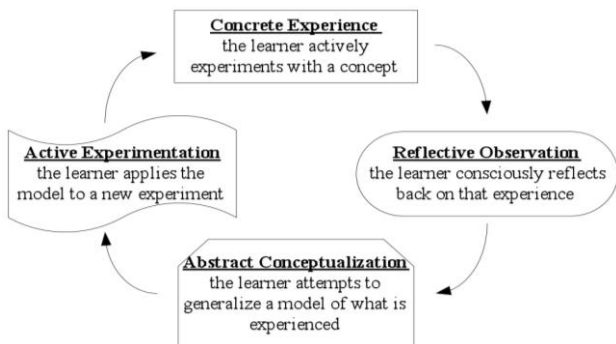 Concrete Experience
the learner actively
experiments with a concept
Reflective Observation
the learner consciously reflects
back on that experience
Abstract Conceptualization
the learner attempts to
generalize a model of what is
experienced
Active Experimentation
the learner applies the
model to a new experiment